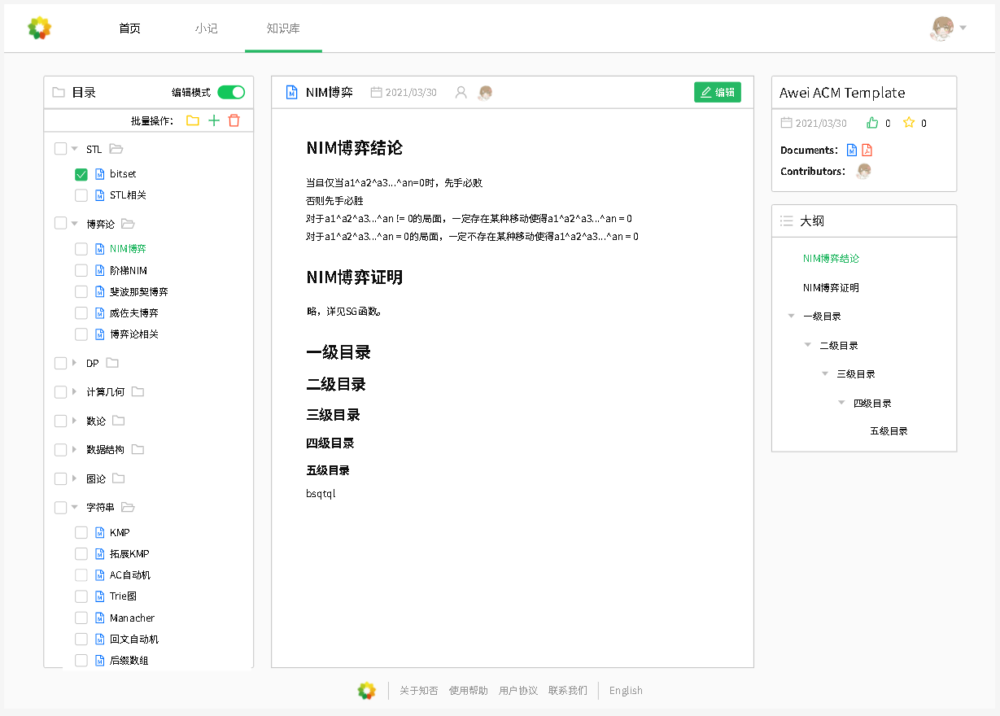 首页
小记
知识库
目录
编辑模式
批量操作:
STL
bitset
STL相关
博弈论
NIM博弈
阶梯NIM
斐波那契博弈
威佐夫博弈
博弈论相关
DP
计算几何
数论
数据结构
图论
字符串
KMP
拓展KMP
AC自动机
Trie图
Manacher
回文自动机
后缀数组
NIM博弈
2021/03/30
编辑
NIM博弈结论
当且仅当a1^a2^a3...^an=0时，先手必败
否则先手必胜
对于a1^a2^a3...^an != 0的局面，一定存在某种移动使得a1^a2^a3...^an = 0
对于a1^a2^a3...^an = 0的局面，一定不存在某种移动使得a1^a2^a3...^an = 0
NIM博弈证明
略，详见SG函数。
一级目录
二级目录
三级目录
四级目录
五级目录
bsqtql
Awei ACM Template
2021/03/30
0
0
Documents:
Contributors:
大纲
NIM博弈结论
NIM博弈证明
一级目录
二级目录
三级目录
四级目录
五级目录
关于知否
使用帮助
用户协议
联系我们
English